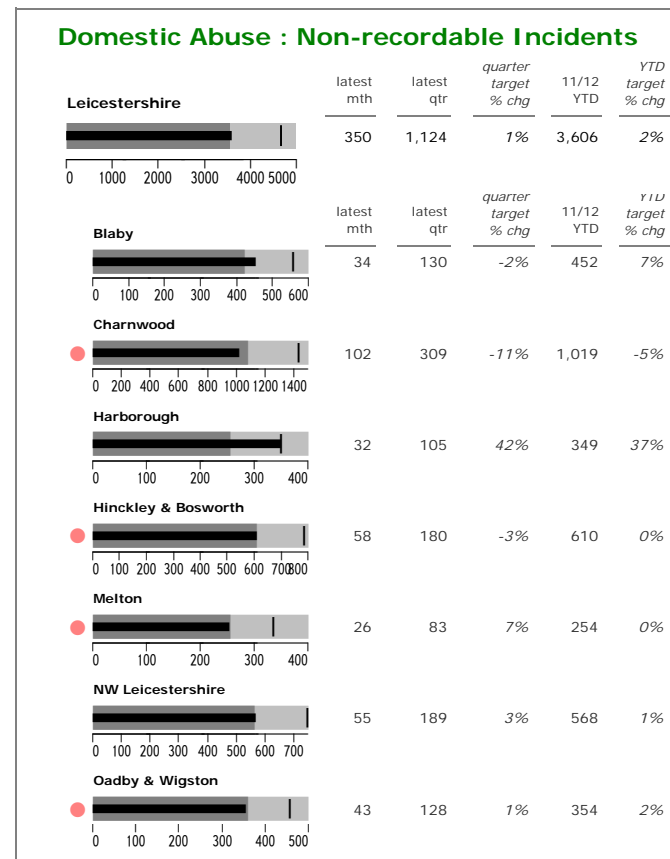 Domestic Abuse : Non-recordable Incidents
latest mth latest qtr quarter target % chg 11/12 YTD YTD target % chg
Leicestershire
350 1,124 1% 3,606 2%
0 1000 2000 3000 4000 5000
latest mth latest qtr quarter target % chg 11/12 YTD YTD target % chg
Blaby
34 130 -2% 452 7%
0 100 200 300 400 500 600
Charnwood
102 309 -11% 1,019 -5%
0 200 400 600 800 1000 1200 1400
Harborough
32 105 42% 349 37%
0 100 200 300 400
Hinckley & Bosworth
58 180 -3% 610 0%
0 100 200 300 400 500 600 700 800
Melton
26 83 7% 254 0%
0 100 200 300 400
NW Leicestershire
55 189 3% 568 1%
0 100 200 300 400 500 600 700
Oadby & Wigston
43 128 1% 354 2%
0 100 200 300 400 500